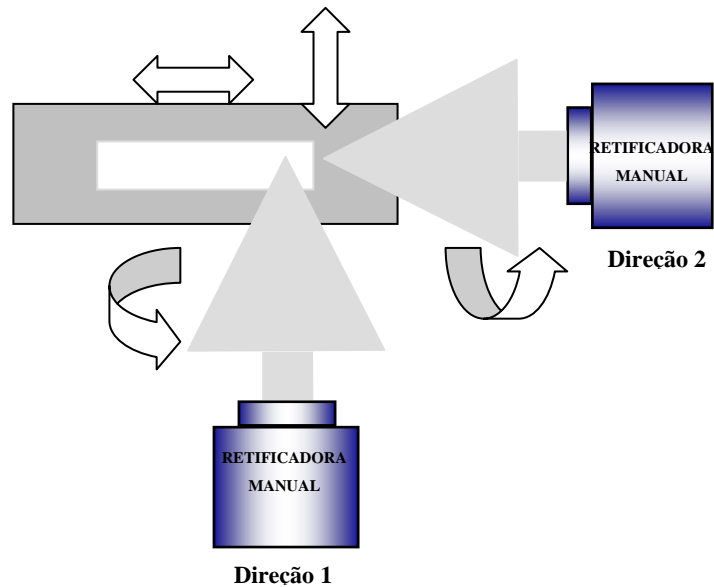 RETIFICADORA
MANUAL
Direção 2
RETIFICADORA
MANUAL
Direção 1